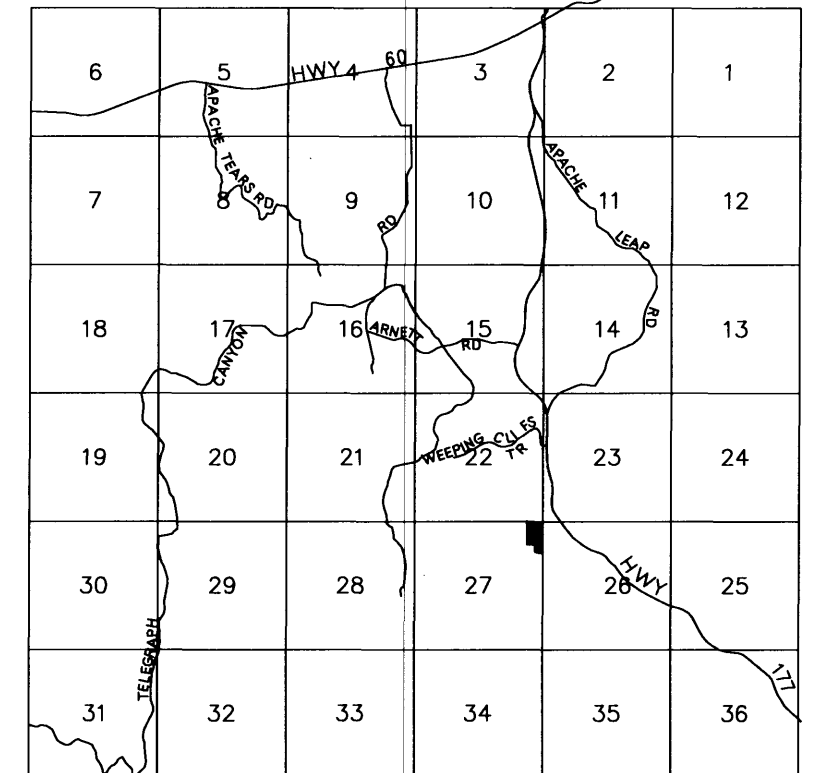 HWY 60
6 5 4 3 2 1
APACHE TEARS RD
APACHE LEAP RD
7 8 9 10 11 12
RD
18 17 16 15 14 13
CANYON
ARNETT RD
WEEPING CLIFFS TR
19 20 21 22 23 24
30 29 28 27 26 25
HWY 177
TELEGRAPH
31 32 33 34 35 36